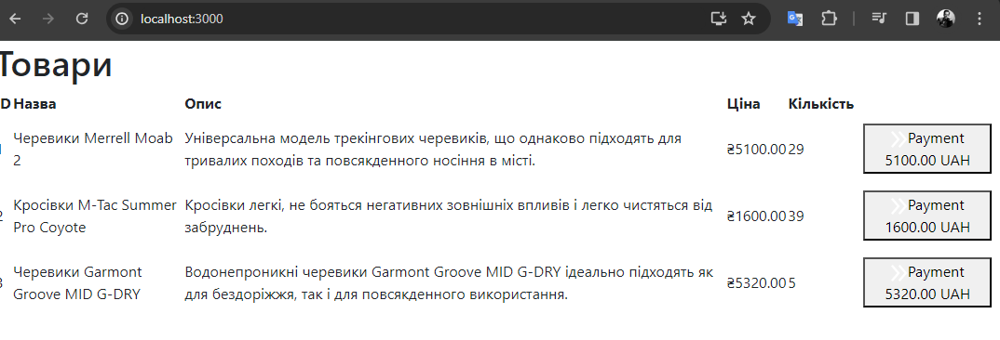 localhost:3000
Товари
D Назва Опис Ціна Кількість
Черевики Merrell Moab 2 Універсальна модель трекінгових черевиків, що однаково підходять для тривалих походів та повсякденного носіння в місті. ₴5100.00 29 Payment 5100.00 UAH
2 Кросівки M-Tac Summer Pro Coyote Кросівки легкі, не бояться негативних зовнішніх впливів і легко чистяться від забруднень. ₴1600.00 39 Payment 1600.00 UAH
3 Черевики Garmont Groove MID G-DRY Водонепроникні черевики Garmont Groove MID G-DRY ідеально підходять як для бездоріжжя, так і для повсякденного використання. ₴5320.00 5 Payment 5320.00 UAH